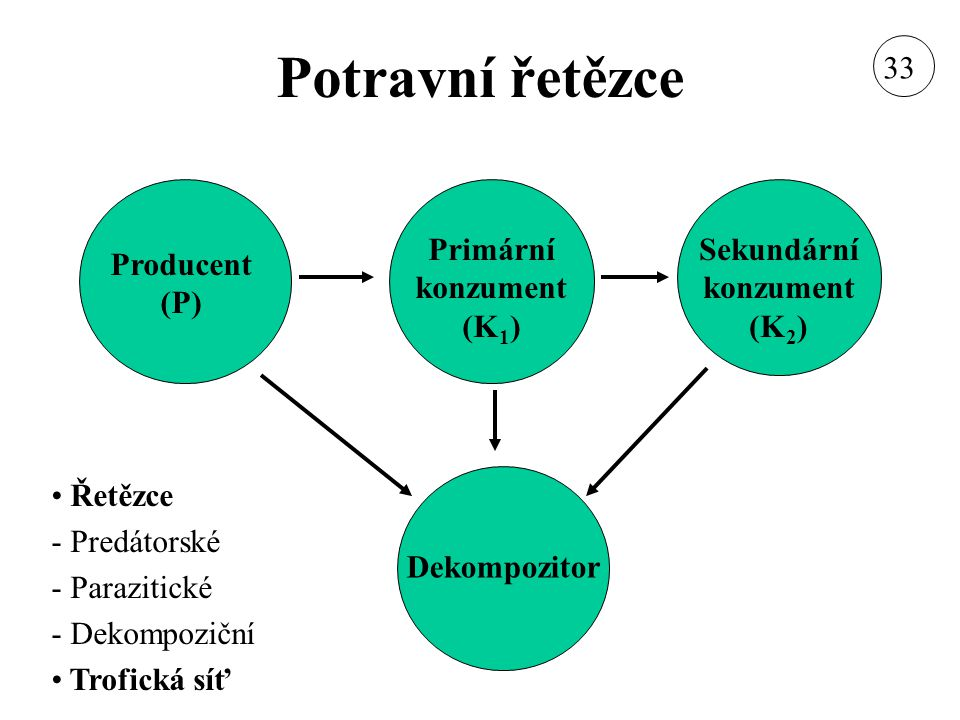 Potravní řetězce
33
Producent
(P)
Primární
konzument
(K₁)
Sekundární
konzument
(K₂)
Dekompozitor
• Řetězce
- Predátorské
- Parazitické
- Dekompoziční
• Trofická síť